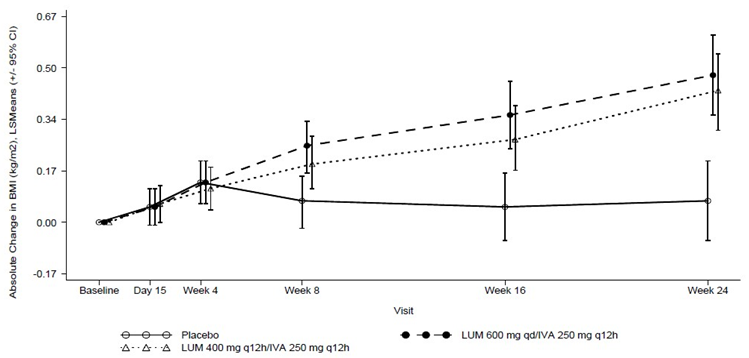 Absolute Change in BMI (kg/m2), LSMeans (+/- 95% CI)
0.67
0.50
0.34
0.17
0.00
-0.17
Baseline Day 15 Week 4 Week 8 Week 16 Week 24
Visit
Placebo LUM 600 mg qd/IVA 250 mg q12h
LUM 400 mg q12h/IVA 250 mg q12h